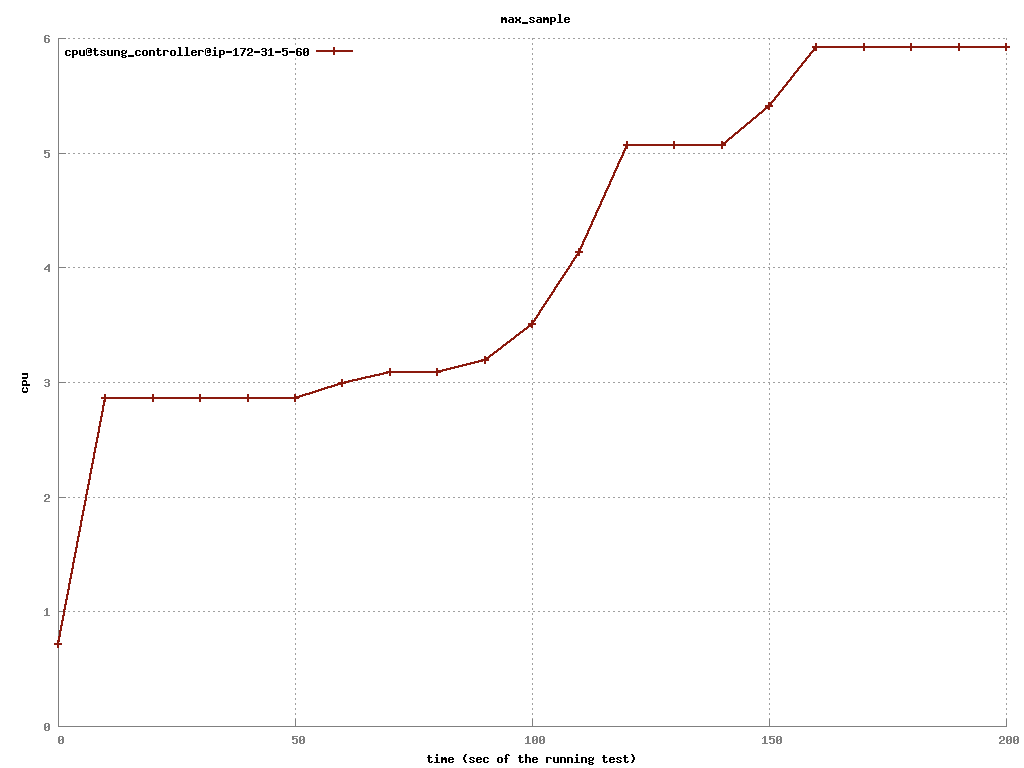 max_sample
cpu@tsung_controller@ip-172-31-5-60
6
5
4
3
2
1
0
cpu
0 50 100 150 200
time (sec of the running test)